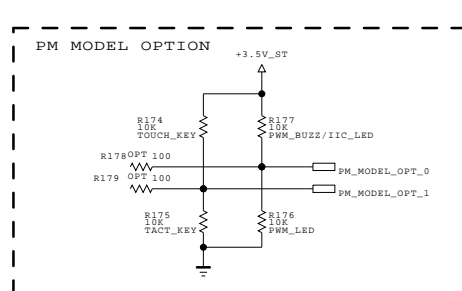 PM MODEL OPTION
+3.5V_ST
R174
10K
TOUCH_KEY
R177
10K
PWM_BUZZ/IIC_LED
R178 OPT 100
PM_MODEL_OPT_0
R179 OPT 100
PM_MODEL_OPT_1
R175
10K
TACT_KEY
R176
10K
PWM_LED